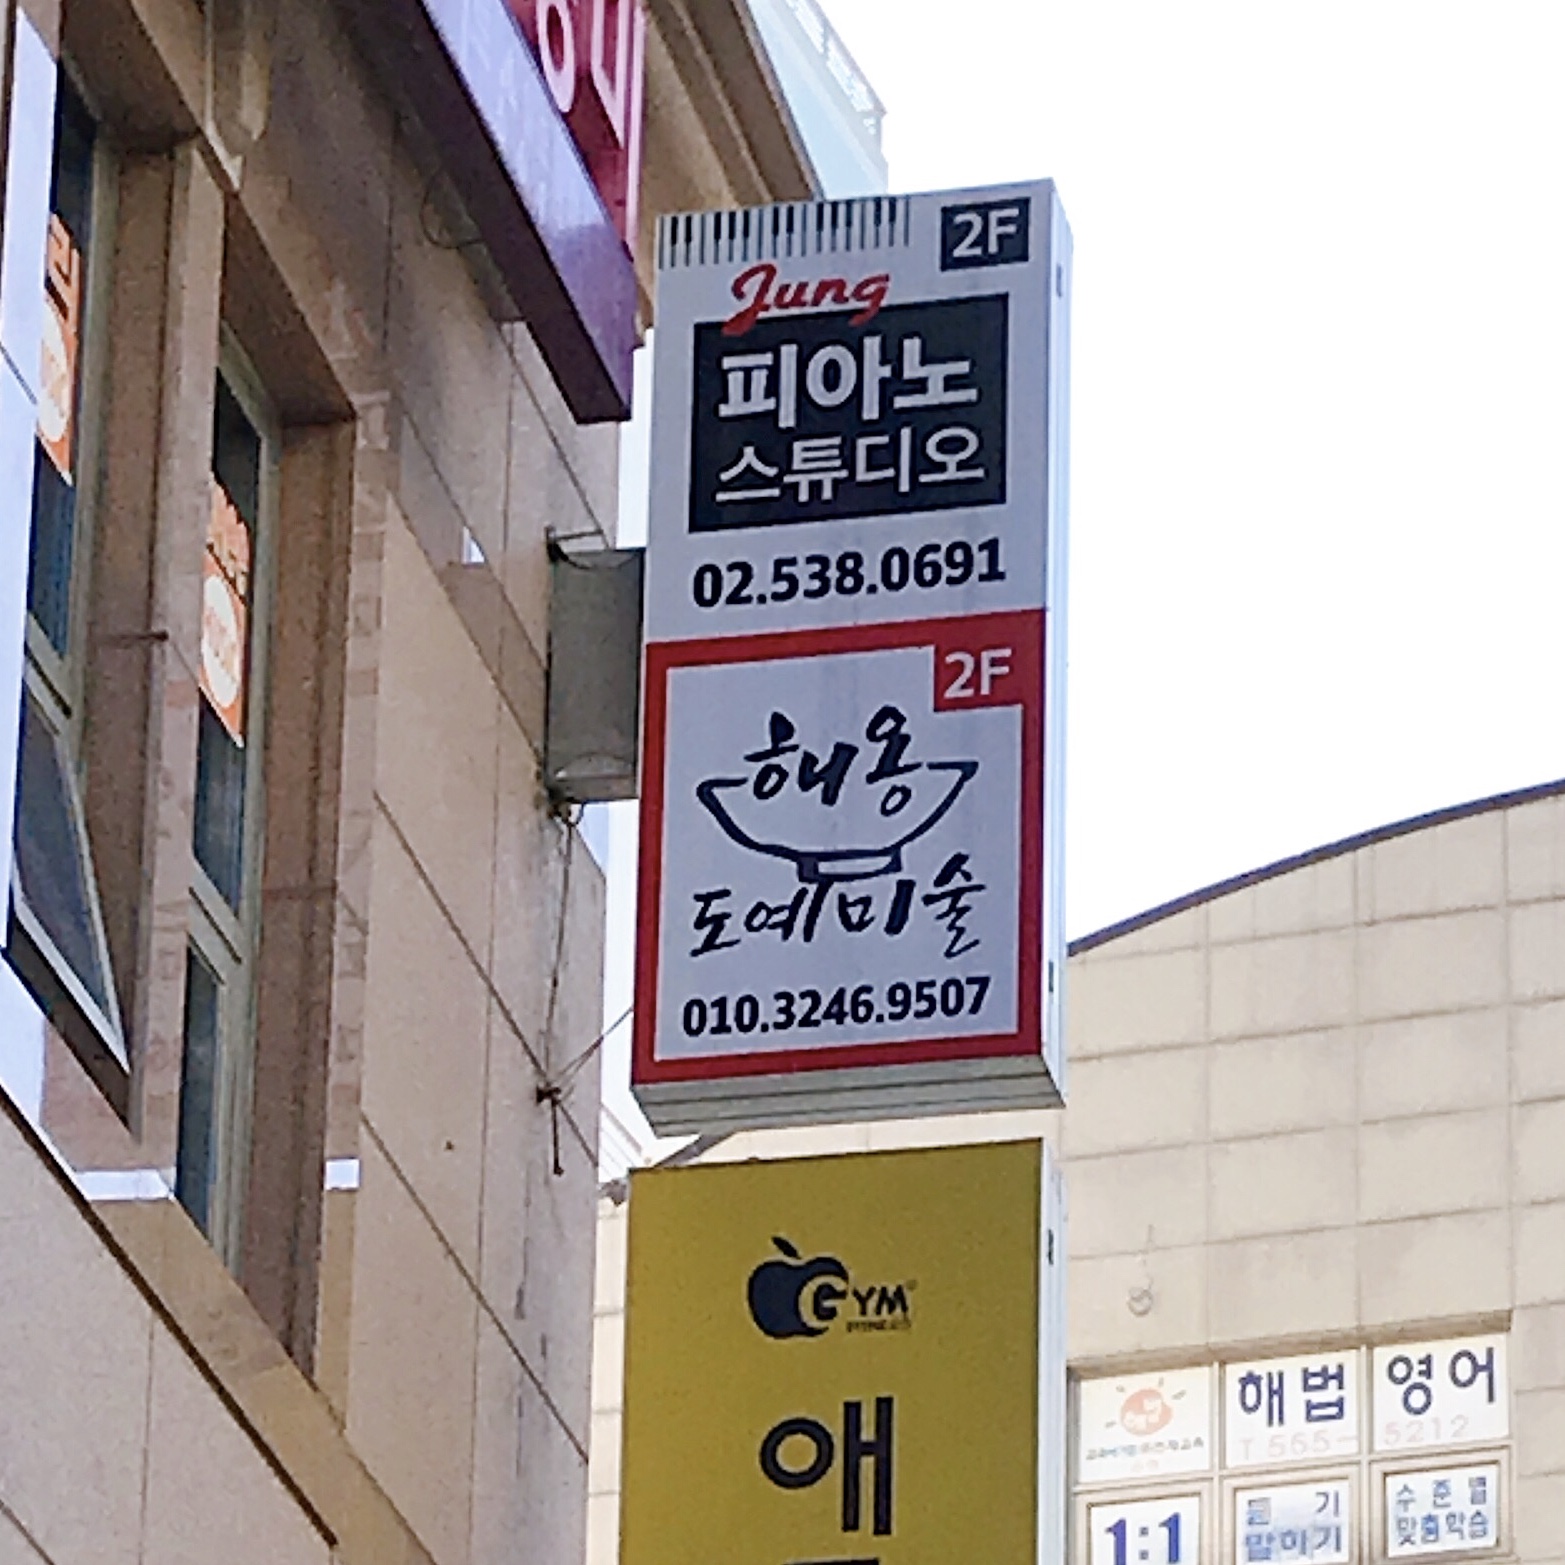 2F
Jung
피아노
스튜디오
02.538.0691
2F
해용
도예미술
010.3246.9507
GYM
애
해법 영어
T 565-5212
1:1
듣기
말하기
수준별
맞춤학습